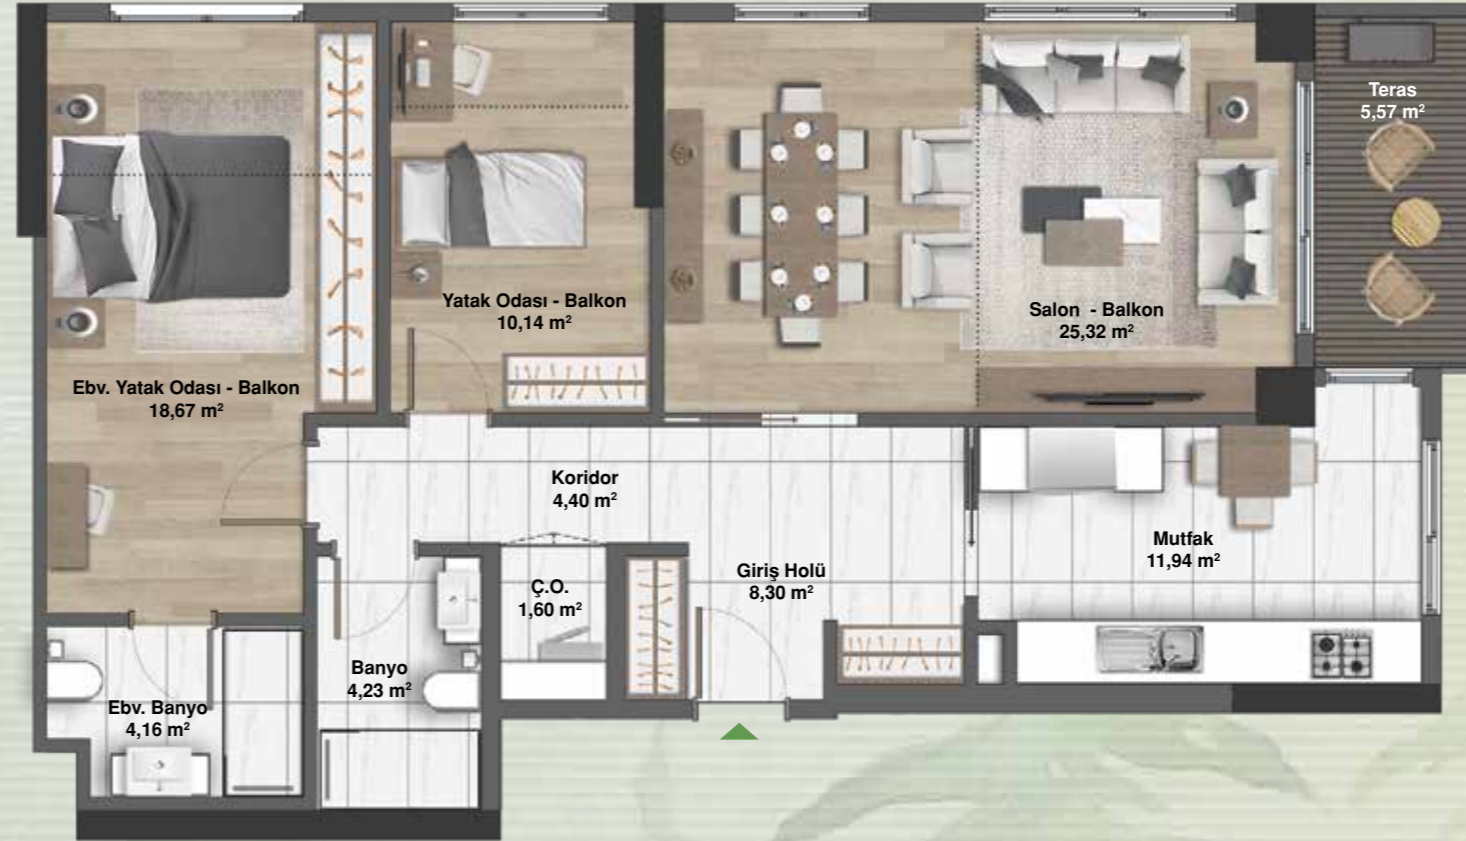 Teras
5,57 m²
Yatak Odası - Balkon
10,14 m²
Salon - Balkon
25,32 m²
Ebv. Yatak Odası - Balkon
18,67 m²
Koridor
4,40 m²
Mutfak
11,94 m²
Giriş Holü
8,30 m²
Ç.O.
1,60 m²
Banyo
4,23 m²
Ebv. Banyo
4,16 m²